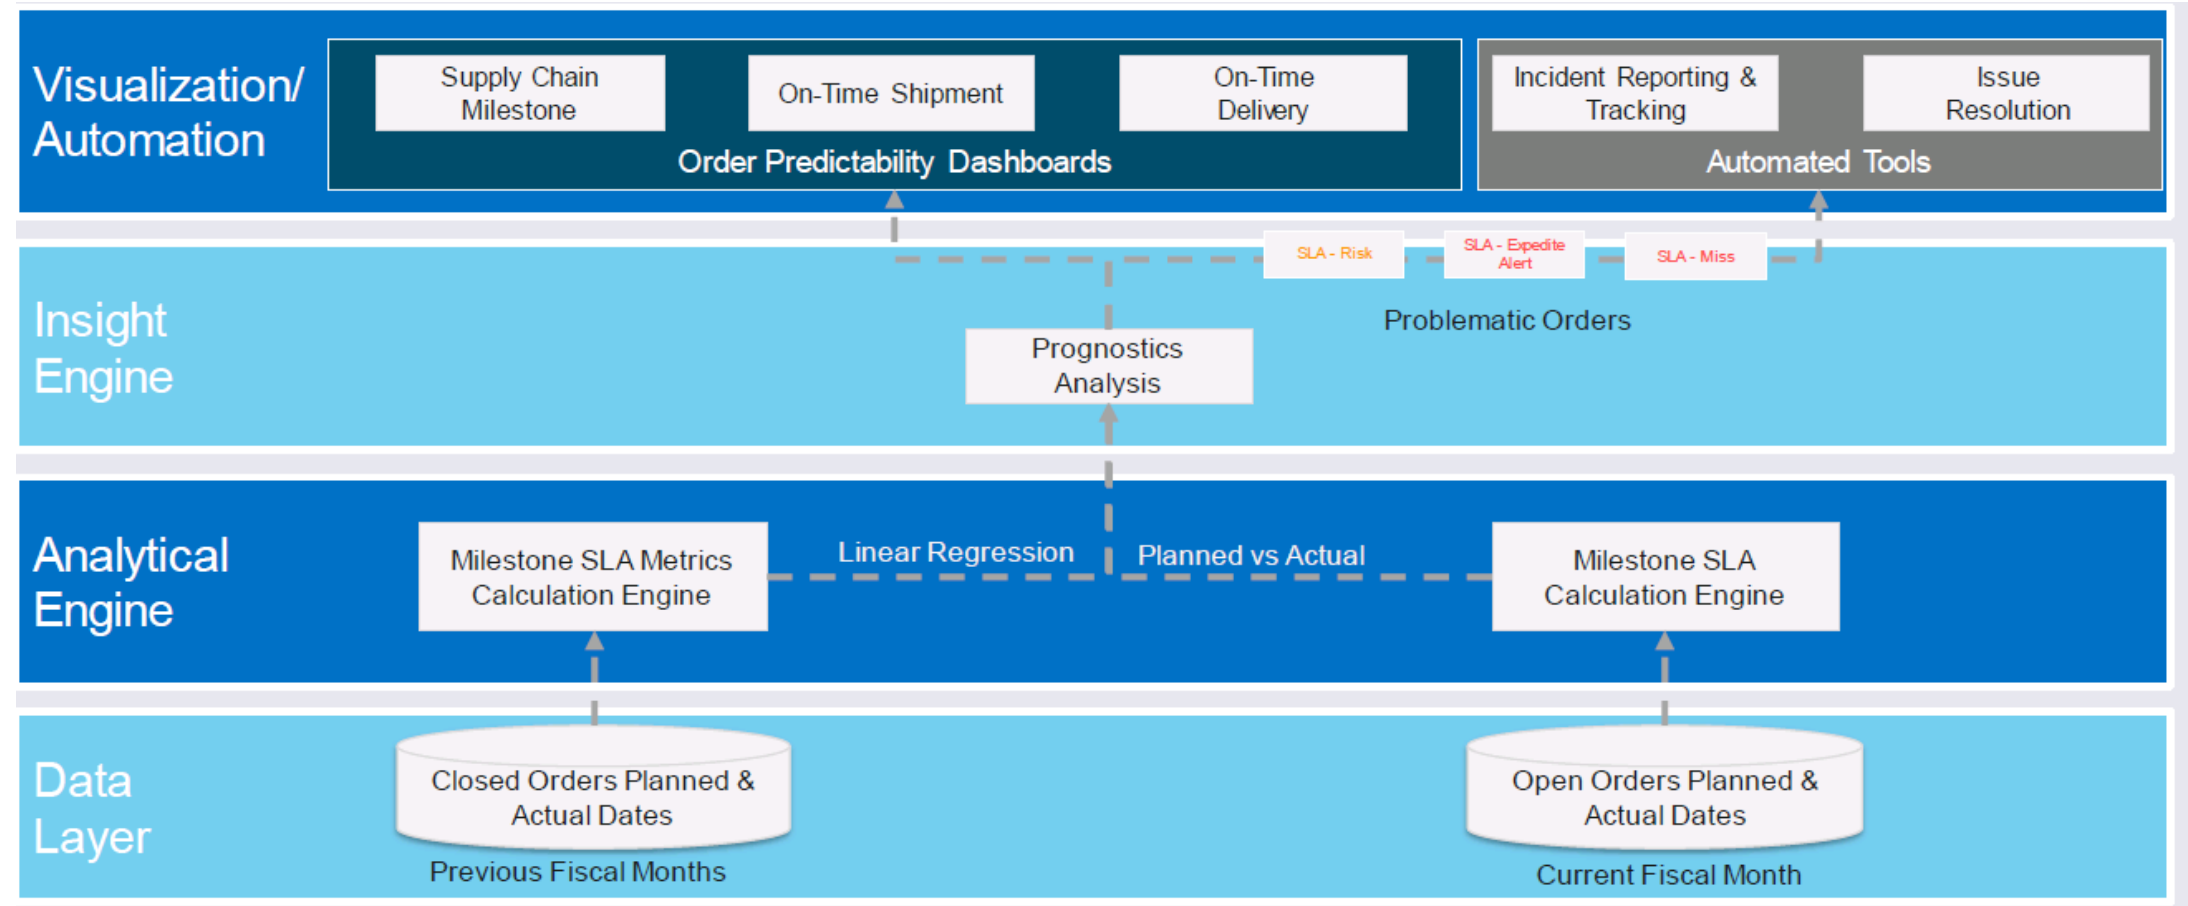 Visualization/
Automation
Supply Chain
Milestone
On-Time Shipment
On-Time
Delivery
Order Predictability Dashboards
Incident Reporting &
Tracking
Issue
Resolution
Automated Tools
Insight
Engine
SLA - Risk
SLA - Expedite
Alert
SLA - Miss
Problematic Orders
Prognostics
Analysis
Analytical
Engine
Milestone SLA Metrics
Calculation Engine
Linear Regression
Planned vs Actual
Milestone SLA
Calculation Engine
Data
Layer
Closed Orders Planned &
Actual Dates
Previous Fiscal Months
Open Orders Planned &
Actual Dates
Current Fiscal Month